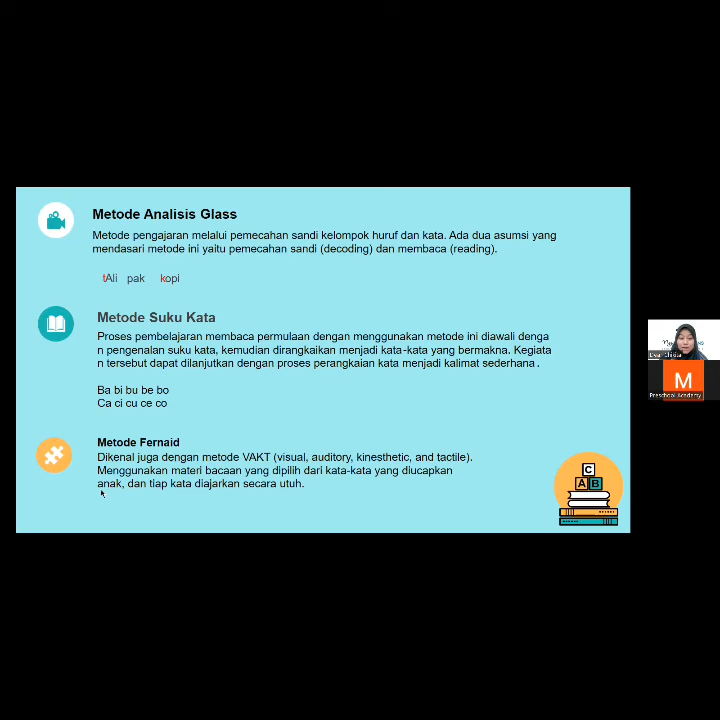 Metode Analisis Glass
Metode pengajaran melalui pemecahan sandi kelompok huruf dan kata. Ada dua asumsi yang
mendasari metode ini yaitu pemecahan sandi (decoding) dan membaca (reading).
tAli pak kopi
Metode Suku Kata
Proses pembelajaran membaca permulaan dengan menggunakan metode ini diawali denga
n pengenalan suku kata, kemudian dirangkaikan menjadi kata-kata yang bermakna. Kegiata
n tersebut dapat dilanjutkan dengan proses perangkaian kata menjadi kalimat sederhana.
Ba bi bu be bo
Ca ci cu ce co
Metode Fernaid
Dikenal juga dengan metode VAKT (visual, auditory, kinesthetic, and tactile).
Menggunakan materi bacaan yang dipilih dari kata-kata yang diucapkan
anak, dan tiap kata diajarkan secara utuh.
C
A B
M
Preschool Academy